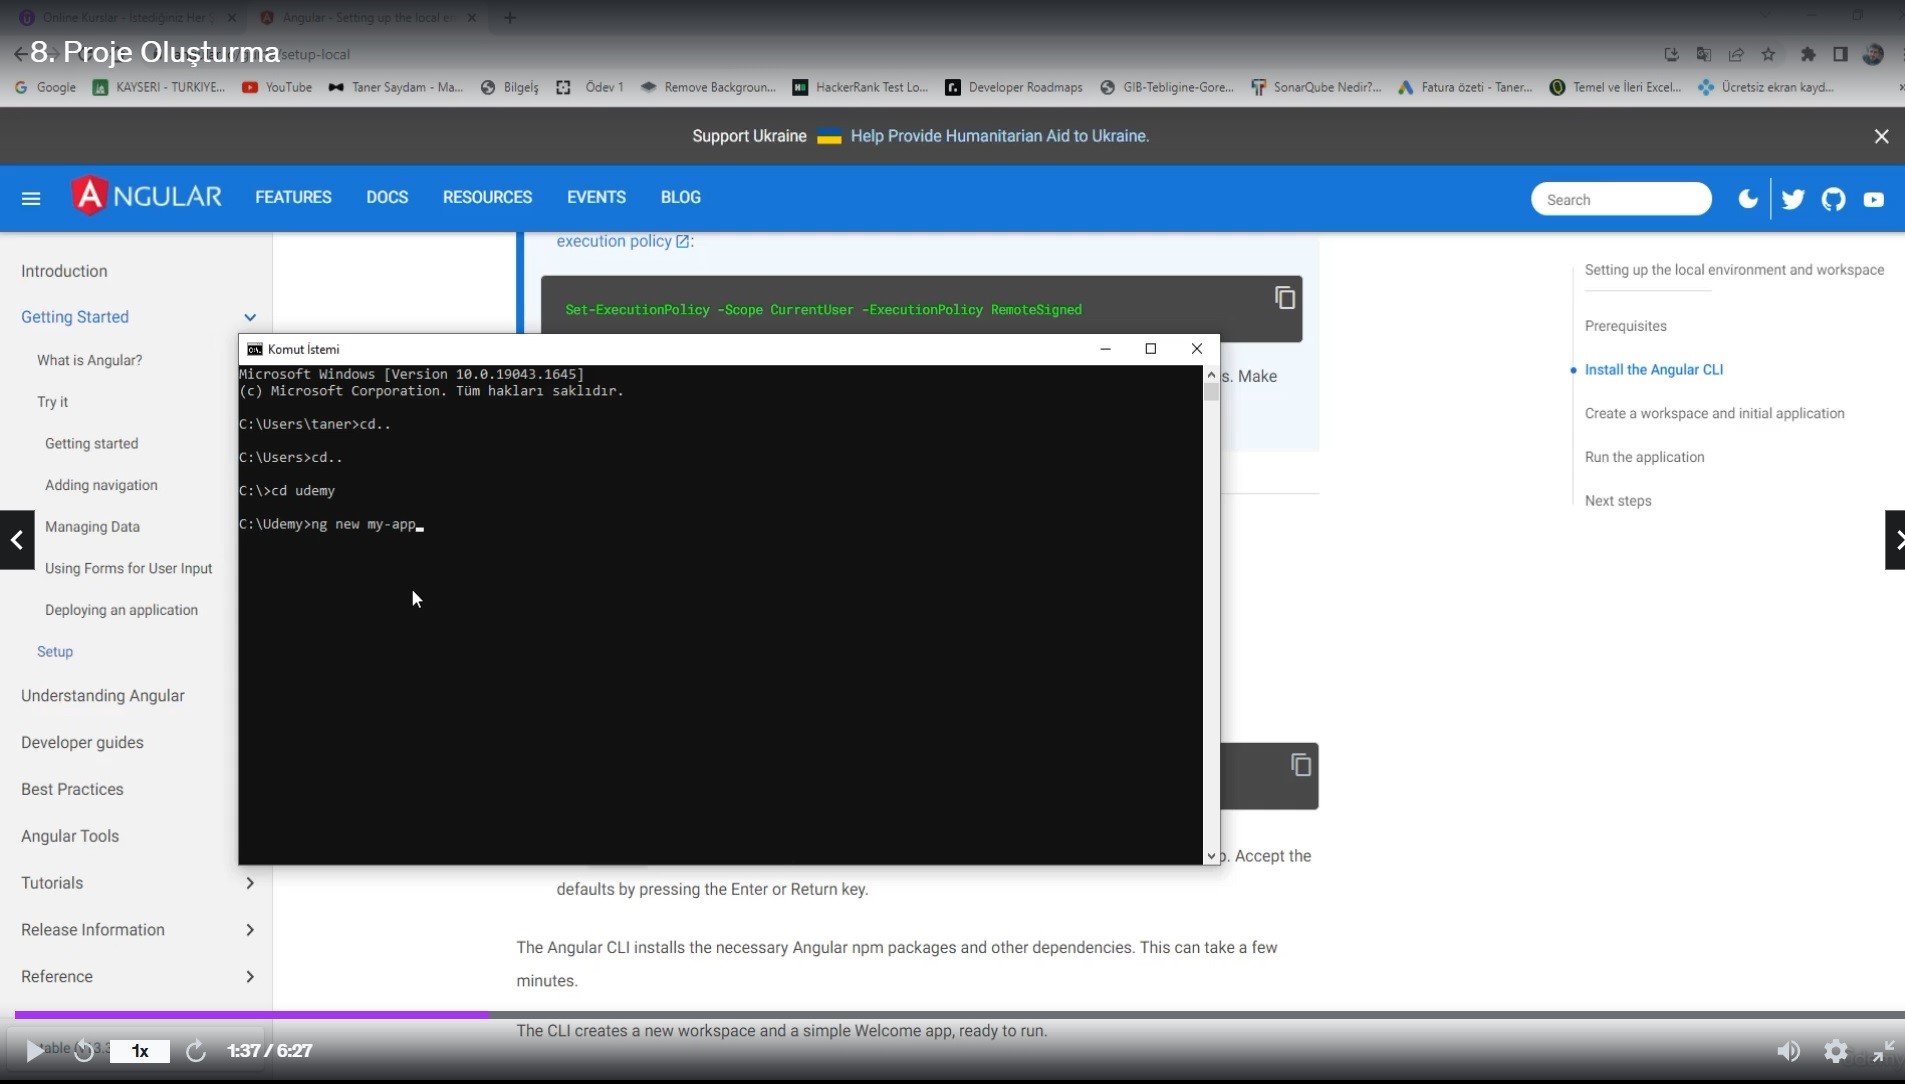 Online Kurslar - İstediğiniz Her
Angular - Setting up the local e
8. Proje Oluşturma
/setup-local
Google
KAYSERI - TURKIYE...
YouTube
Taner Saydam - Ma...
Bilgelş
Ödev 1
Remove Backgroun...
HackerRank Test Lo...
Developer Roadmaps
GIB-Tebligine-Gore...
SonarQube Nedir?...
Fatura özeti - Taner...
Temel ve İleri Excel...
Ücretsiz ekran kayd...
Support Ukraine Help Provide Humanitarian Aid to Ukraine.
ANGULAR
FEATURES
DOCS
RESOURCES
EVENTS
BLOG
Search
Introduction
Getting Started
What is Angular?
Try it
Getting started
Adding navigation
Managing Data
Using Forms for User Input
Deploying an application
Setup
Understanding Angular
Developer guides
Best Practices
Angular Tools
Tutorials
Release Information
Reference
execution policy:
Set-ExecutionPolicy -Scope CurrentUser -ExecutionPolicy RemoteSigned
s. Make
Komut İstemi
Microsoft Windows [Version 10.0.19043.1645]
(c) Microsoft Corporation. Tüm hakları saklıdır.
C:\Users\taner>cd..
C:\Users>cd..
C:\>cd udemy
C:\Udemy>ng new my-app
p. Accept the
defaults by pressing the Enter or Return key.
The Angular CLI installs the necessary Angular npm packages and other dependencies. This can take a few
minutes.
The CLI creates a new workspace and a simple Welcome app, ready to run.
Setting up the local environment and workspace
Prerequisites
Install the Angular CLI
Create a workspace and initial application
Run the application
Next steps
1x
1:37 / 6:27